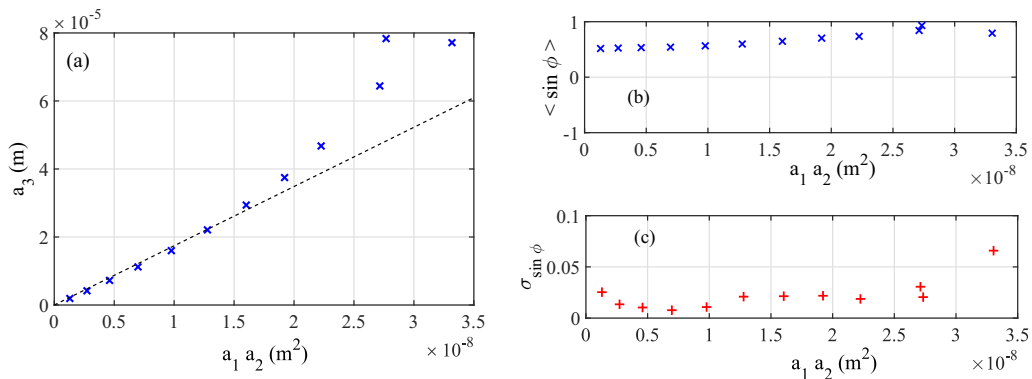 × 10⁻⁵
8
6
4
2
0
(a)
a₃ (m)
0 0.5 1 1.5 2 2.5 3 3.5
a₁ a₂ (m²) × 10⁻⁸
1
0
-1
(b)
< sin ϕ >
0 0.5 1 1.5 2 2.5 3 3.5
a₁ a₂ (m²) × 10⁻⁸
0.1
0.05
0
(c)
σ_sin ϕ
0 0.5 1 1.5 2 2.5 3 3.5
a₁ a₂ (m²) × 10⁻⁸